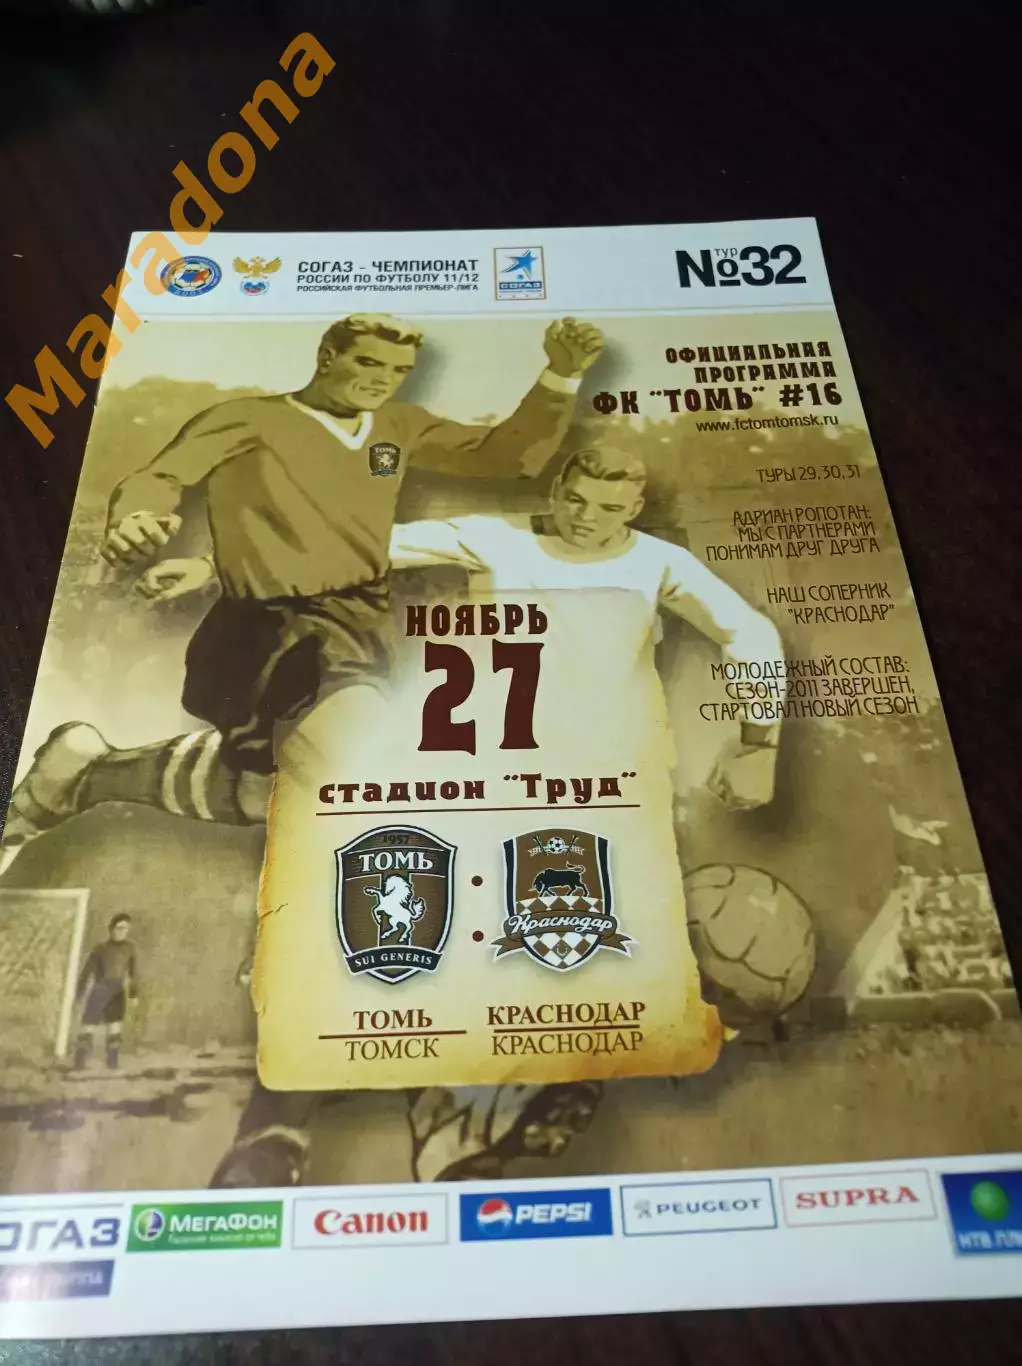 Maradona
СОГАЗ - ЧЕМПИОНАТ
РОССИИ ПО ФУТБОЛУ 11/12
РОССИЙСКАЯ ФУТБОЛЬНАЯ ПРЕМЬЕР-ЛИГА
СОГАЗ
ТУР
№32
ОФИЦИАЛЬНАЯ
ПРОГРАММА
ФК "ТОМЬ" #16
www.fctomtomsk.ru
ТУРЫ 29, 30, 31
АДРИАН РОПОТАН:
МЫ С ПАРТНЕРАМИ
ПОНИМАМ ДРУГ ДРУГА
НАШ СОПЕРНИК
"КРАСНОДАР"
МОЛОДЕЖНЫЙ СОСТАВ:
СЕЗОН-2011 ЗАВЕРШЕН,
СТАРТОВАЛ НОВЫЙ СЕЗОН
ТОМЬ
НОЯБРЬ
27
стадион "Труд"
1957
ТОМЬ
SUI GENERIS
:
Краснодар
ТОМЬ
ТОМСК
КРАСНОДАР
КРАСНОДАР
ОГАЗ
МЕГАФОН
Canon
PEPSI
PEUGEOT
SUPRA